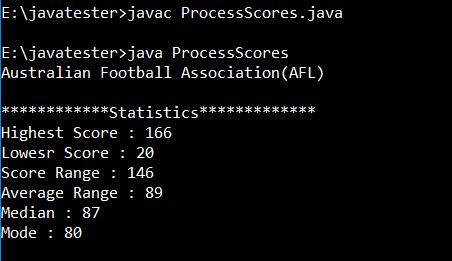 E:\javatester>javac ProcessScores.java
E:\javatester>java ProcessScores
Australian Football Association(AFL)
************Statistics*************
Highest Score : 166
Lowesr Score : 20
Score Range : 146
Average Range : 89
Median : 87
Mode : 80